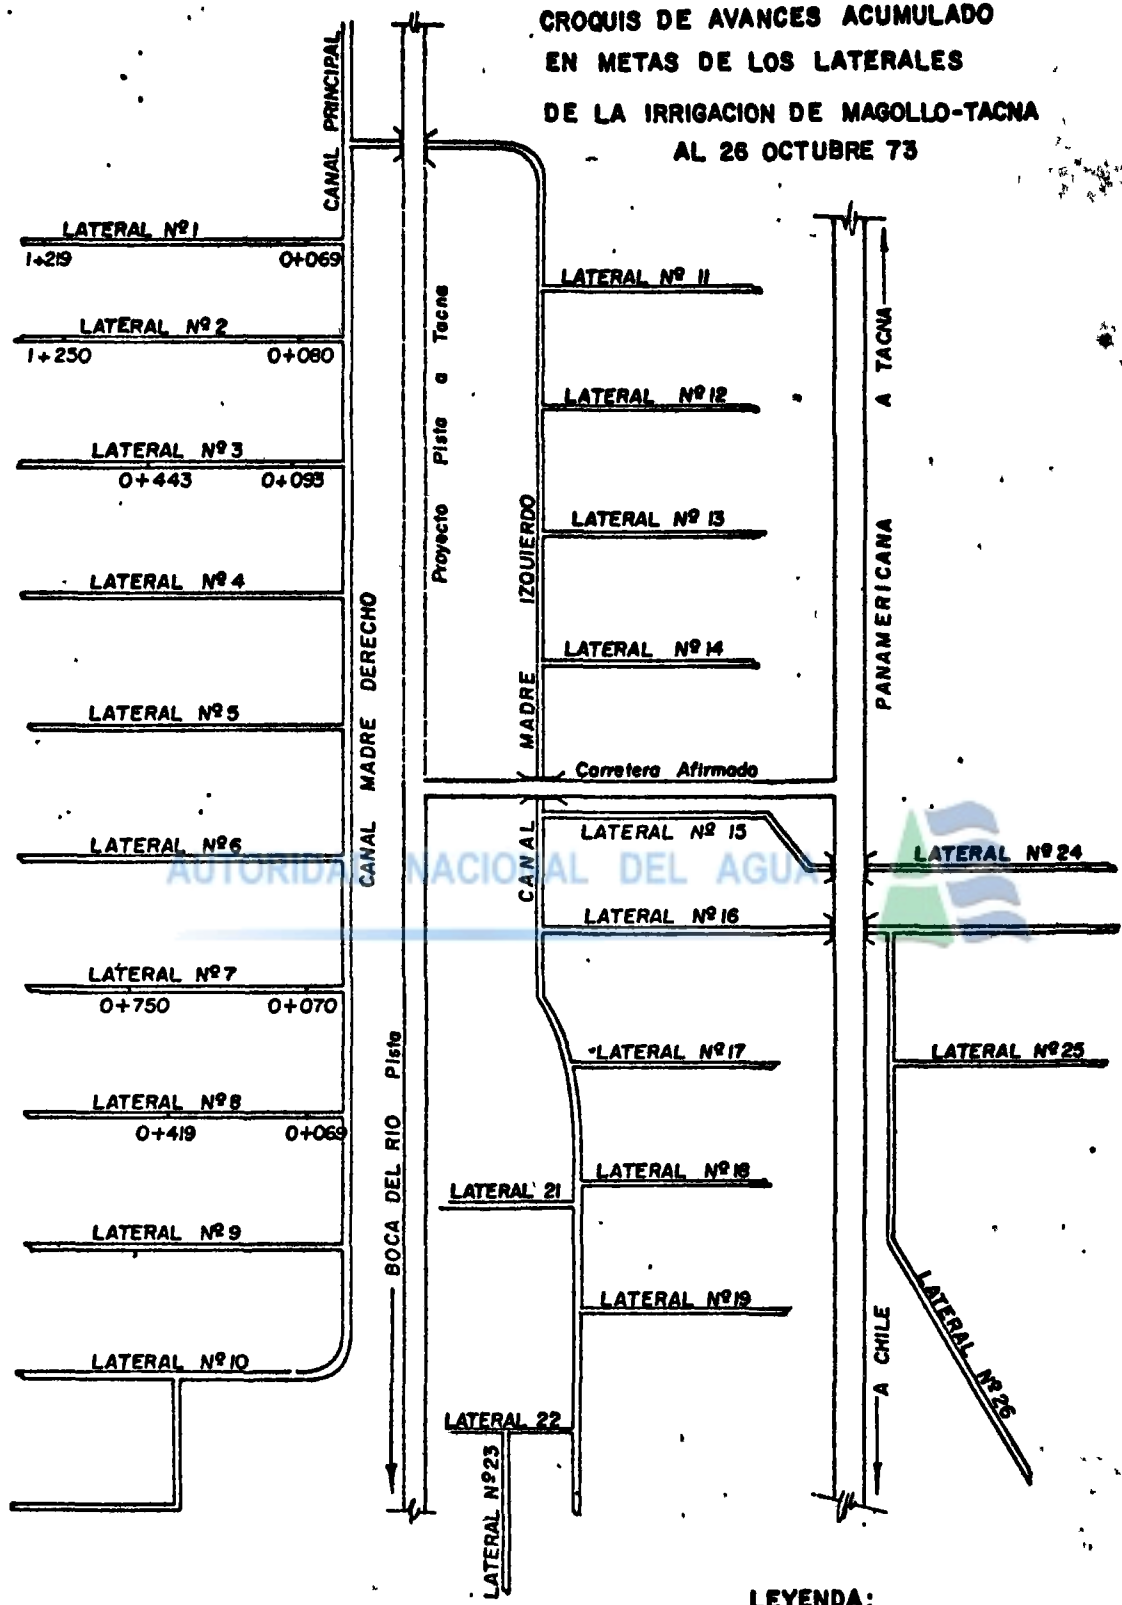 CROQUIS DE AVANCES ACUMULADO
EN METAS DE LOS LATERALES
DE LA IRRIGACION DE MAGOLLO-TACNA
AL 26 OCTUBRE 73
CANAL PRINCIPAL
LATERAL Nº 1
1+219 0+069
LATERAL Nº 2
1+250 0+080
LATERAL Nº 3
0+443 0+093
LATERAL Nº 4
LATERAL Nº 5
LATERAL Nº 6
LATERAL Nº 7
0+750 0+070
LATERAL Nº 8
0+419 0+069
LATERAL Nº 9
LATERAL Nº 10
CANAL MADRE DERECHO
BOCA DEL RIO Pista
Proyecto Pista a Tacna
CANAL MADRE IZQUIERDO
LATERAL Nº 11
LATERAL Nº 12
LATERAL Nº 13
LATERAL Nº 14
Carretera Afirmado
LATERAL Nº 15
LATERAL Nº 16
LATERAL Nº 17
LATERAL Nº 18
LATERAL 21
LATERAL Nº 19
LATERAL 22
LATERAL Nº 23
A TACNA
PANAMERICANA
A CHILE
LATERAL Nº 24
LATERAL Nº 25
LATERAL Nº 26
AUTORIDAD NACIONAL DEL AGUA
LEYENDA: